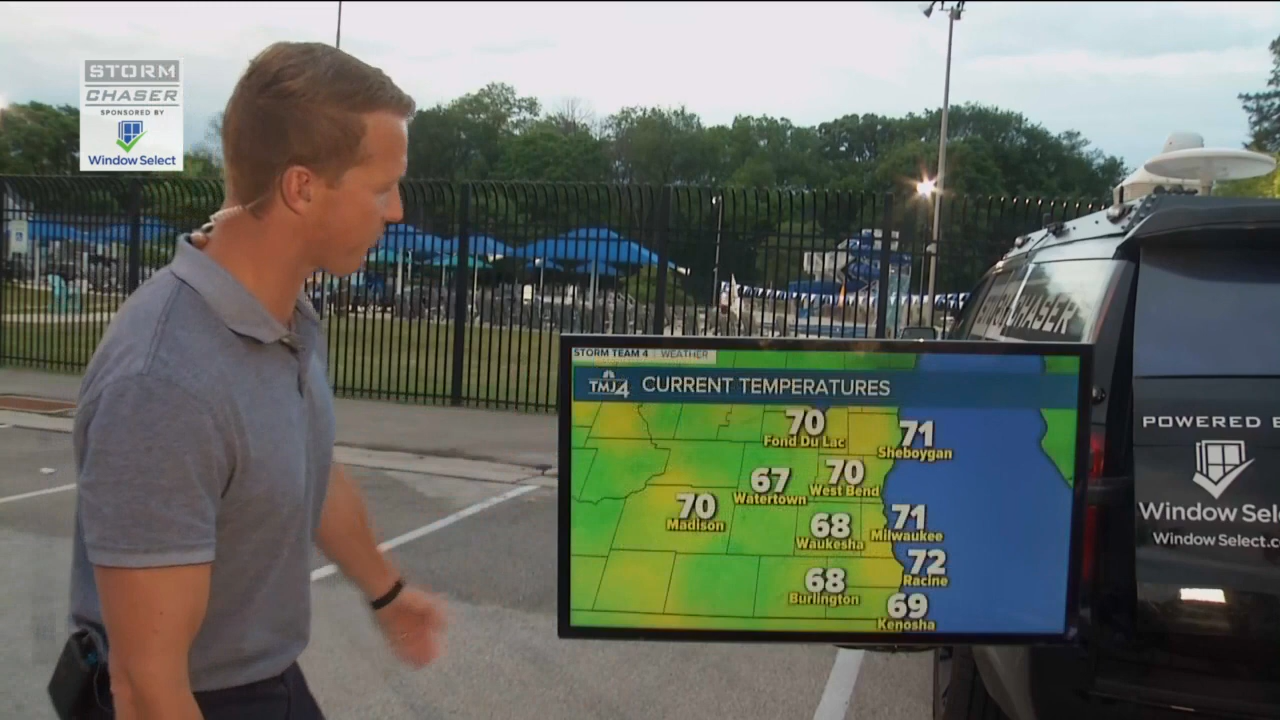 STORM
CHASER
SPONSORED BY
Window Select
STORM TEAM 4 WEATHER
TMJ4 CURRENT TEMPERATURES
70
Fond Du Lac
71
Sheboygan
67
Watertown
70
West Bend
70
Madison
68
Waukesha
71
Milwaukee
72
Racine
68
Burlington
69
Kenosha
CHASER
POWERED B
Window Sel
Window Select.c